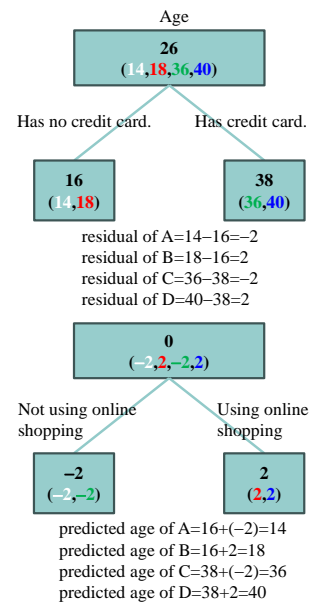 Age
26
(14,18,36,40)
Has no credit card. Has credit card.
16
(14,18)
38
(36,40)
residual of A=14−16=−2
residual of B=18−16=2
residual of C=36−38=−2
residual of D=40−38=2
0
(−2,2,−2,2)
Not using online
shopping
Using online
shopping
−2
(−2,−2)
2
(2,2)
predicted age of A=16+(−2)=14
predicted age of B=16+2=18
predicted age of C=38+(−2)=36
predicted age of D=38+2=40